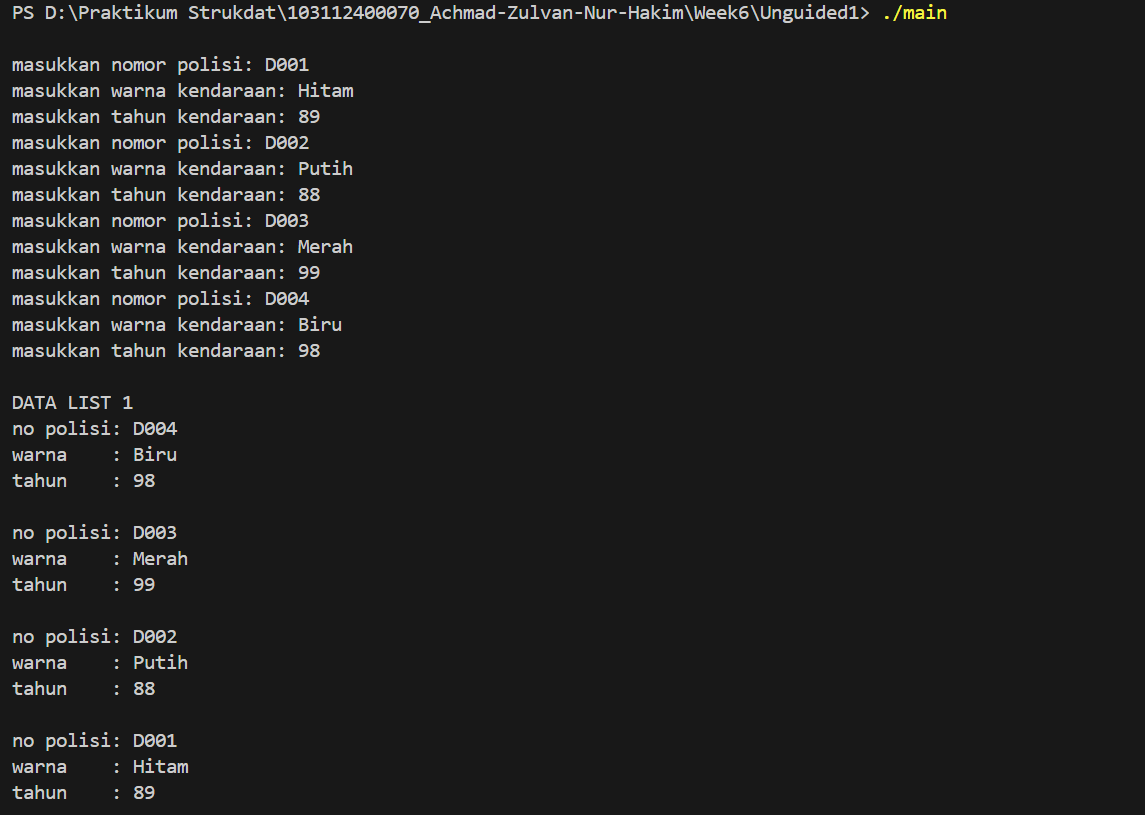 PS D:\Praktikum Strukdat\103112400070_Achmad-Zulvan-Nur-Hakim\Week6\Unguided1> ./main
masukkan nomor polisi: D001
masukkan warna kendaraan: Hitam
masukkan tahun kendaraan: 89
masukkan nomor polisi: D002
masukkan warna kendaraan: Putih
masukkan tahun kendaraan: 88
masukkan nomor polisi: D003
masukkan warna kendaraan: Merah
masukkan tahun kendaraan: 99
masukkan nomor polisi: D004
masukkan warna kendaraan: Biru
masukkan tahun kendaraan: 98
DATA LIST 1
no polisi: D004
warna    : Biru
tahun    : 98
no polisi: D003
warna    : Merah
tahun    : 99
no polisi: D002
warna    : Putih
tahun    : 88
no polisi: D001
warna    : Hitam
tahun    : 89